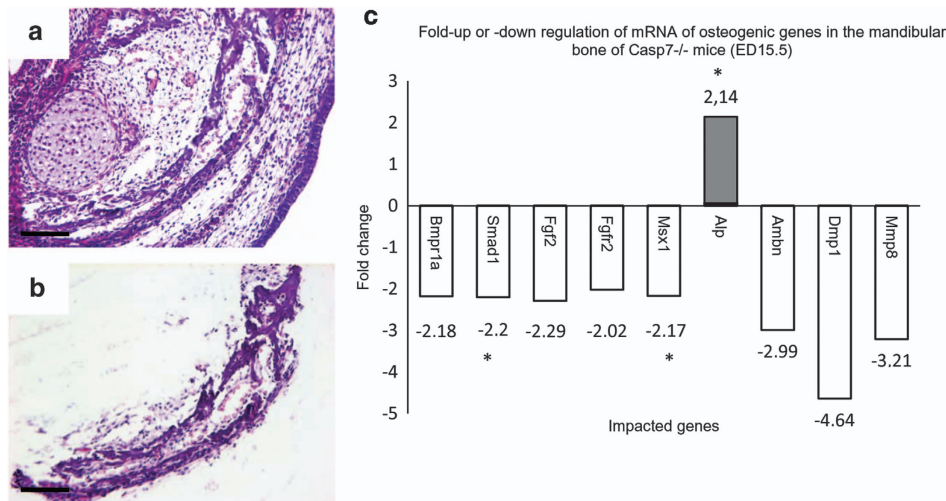 a
b
c
Fold-up or -down regulation of mRNA of osteogenic genes in the mandibular
bone of Casp7-/- mice (ED15.5)
Fold change
3
2
1
0
-1
-2
-3
-4
-5
*
2,14
Bmpr1a
Smad1
Fgf2
Fgfr2
Msx1
Alp
Ambn
Dmp1
Mmp8
-2.18
-2.2
-2.29
-2.02
-2.17
-2.99
-4.64
-3.21
*
*
Impacted genes